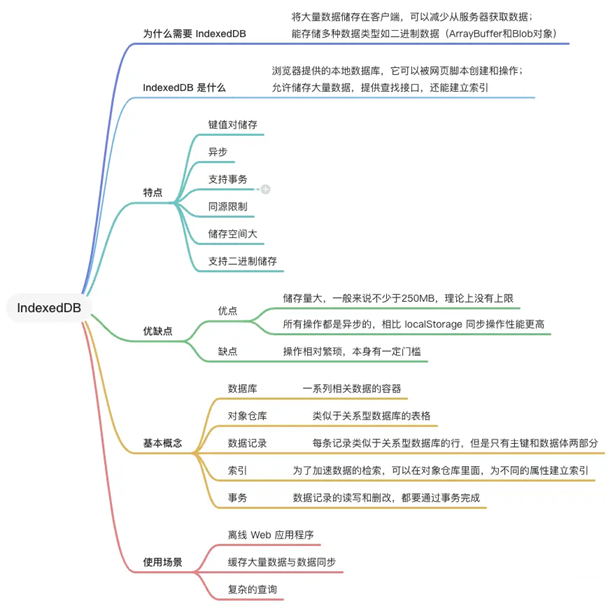 IndexedDB
为什么需要 IndexedDB
将大量数据储存在客户端，可以减少从服务器获取数据；
能存储多种数据类型如二进制数据（ArrayBuffer和Blob对象）
IndexedDB 是什么
浏览器提供的本地数据库，它可以被网页脚本创建和操作；
允许储存大量数据，提供查找接口，还能建立索引
特点
键值对储存
异步
支持事务
同源限制
储存空间大
支持二进制储存
优缺点
优点
储存量大，一般来说不少于250MB，理论上没有上限
所有操作都是异步的，相比 localStorage 同步操作性能更高
缺点
操作相对繁琐，本身有一定门槛
基本概念
数据库
一系列相关数据的容器
对象仓库
类似于关系型数据库的表格
数据记录
每条记录类似于关系型数据库的行，但是只有主键和数据体两部分
索引
为了加速数据的检索，可以在对象仓库里面，为不同的属性建立索引
事务
数据记录的读写和删改，都要通过事务完成
使用场景
离线 Web 应用程序
缓存大量数据与数据同步
复杂的查询